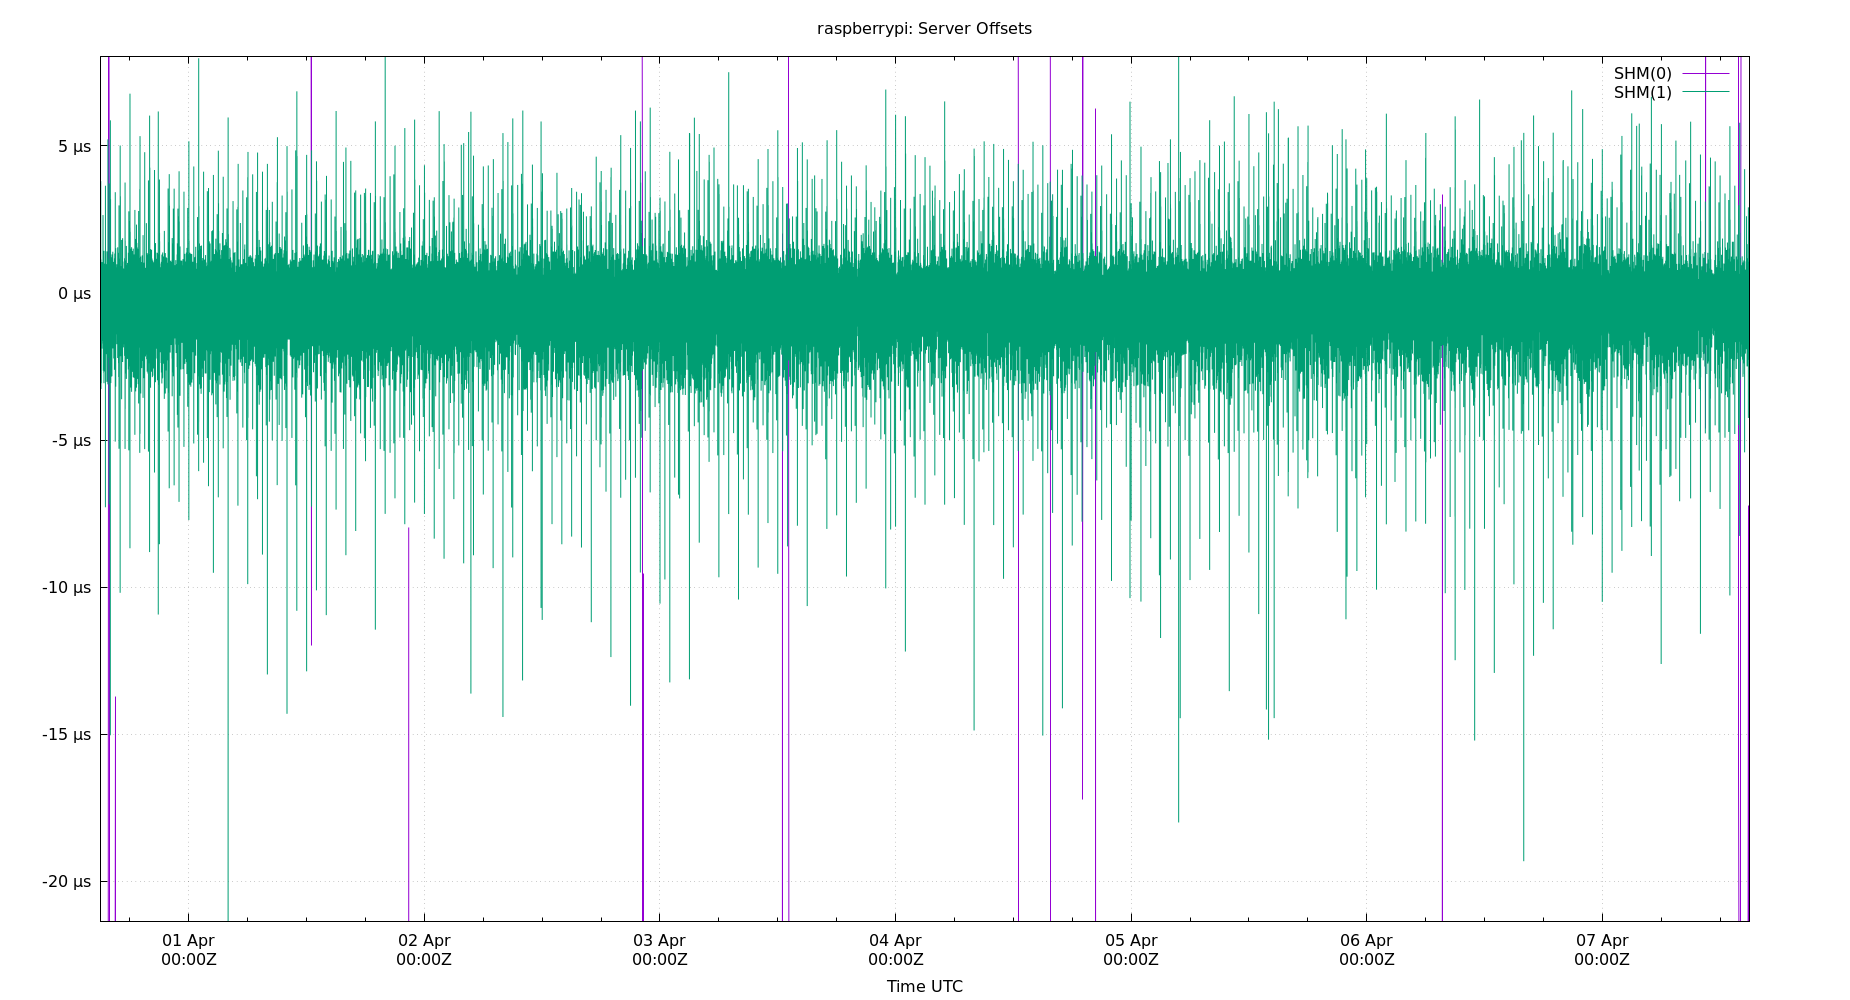 raspberrypi: Server Offsets
SHM(0)
SHM(1)
5 µs
0 µs
-5 µs
-10 µs
-15 µs
-20 µs
01 Apr 02 Apr 03 Apr 04 Apr 05 Apr 06 Apr 07 Apr
00:00Z 00:00Z 00:00Z 00:00Z 00:00Z 00:00Z 00:00Z
Time UTC